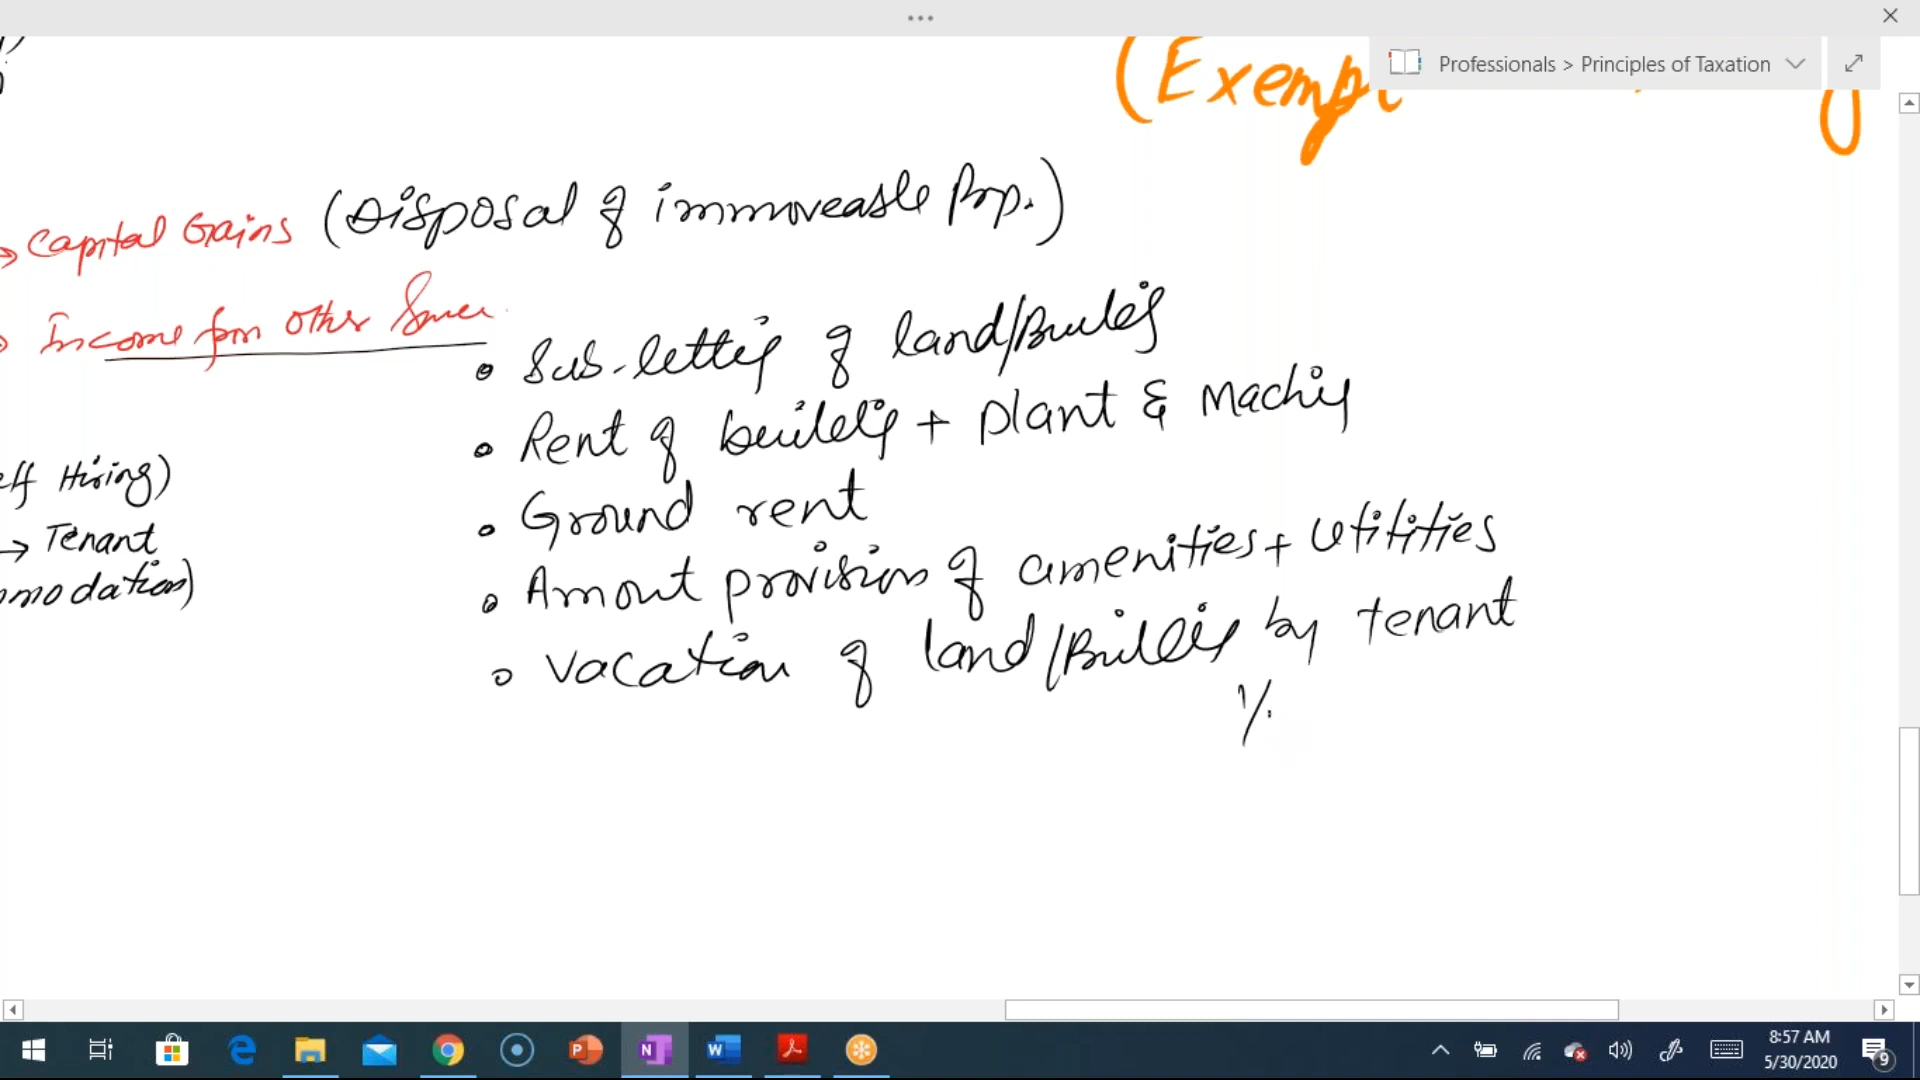 Professionals > Principles of Taxation
(Exempt
→ Capital Gains (Disposal of immoveable Prop.)
Income from Other Source
• Sub-letting of land/Building
• Rent of building + plant & Machinery
• Ground rent
• Amount provision of amenities + Utilities
• Vacation of land/Building by tenant
Hiring)
→ Tenant
modation)
8:57 AM
5/30/2020
9